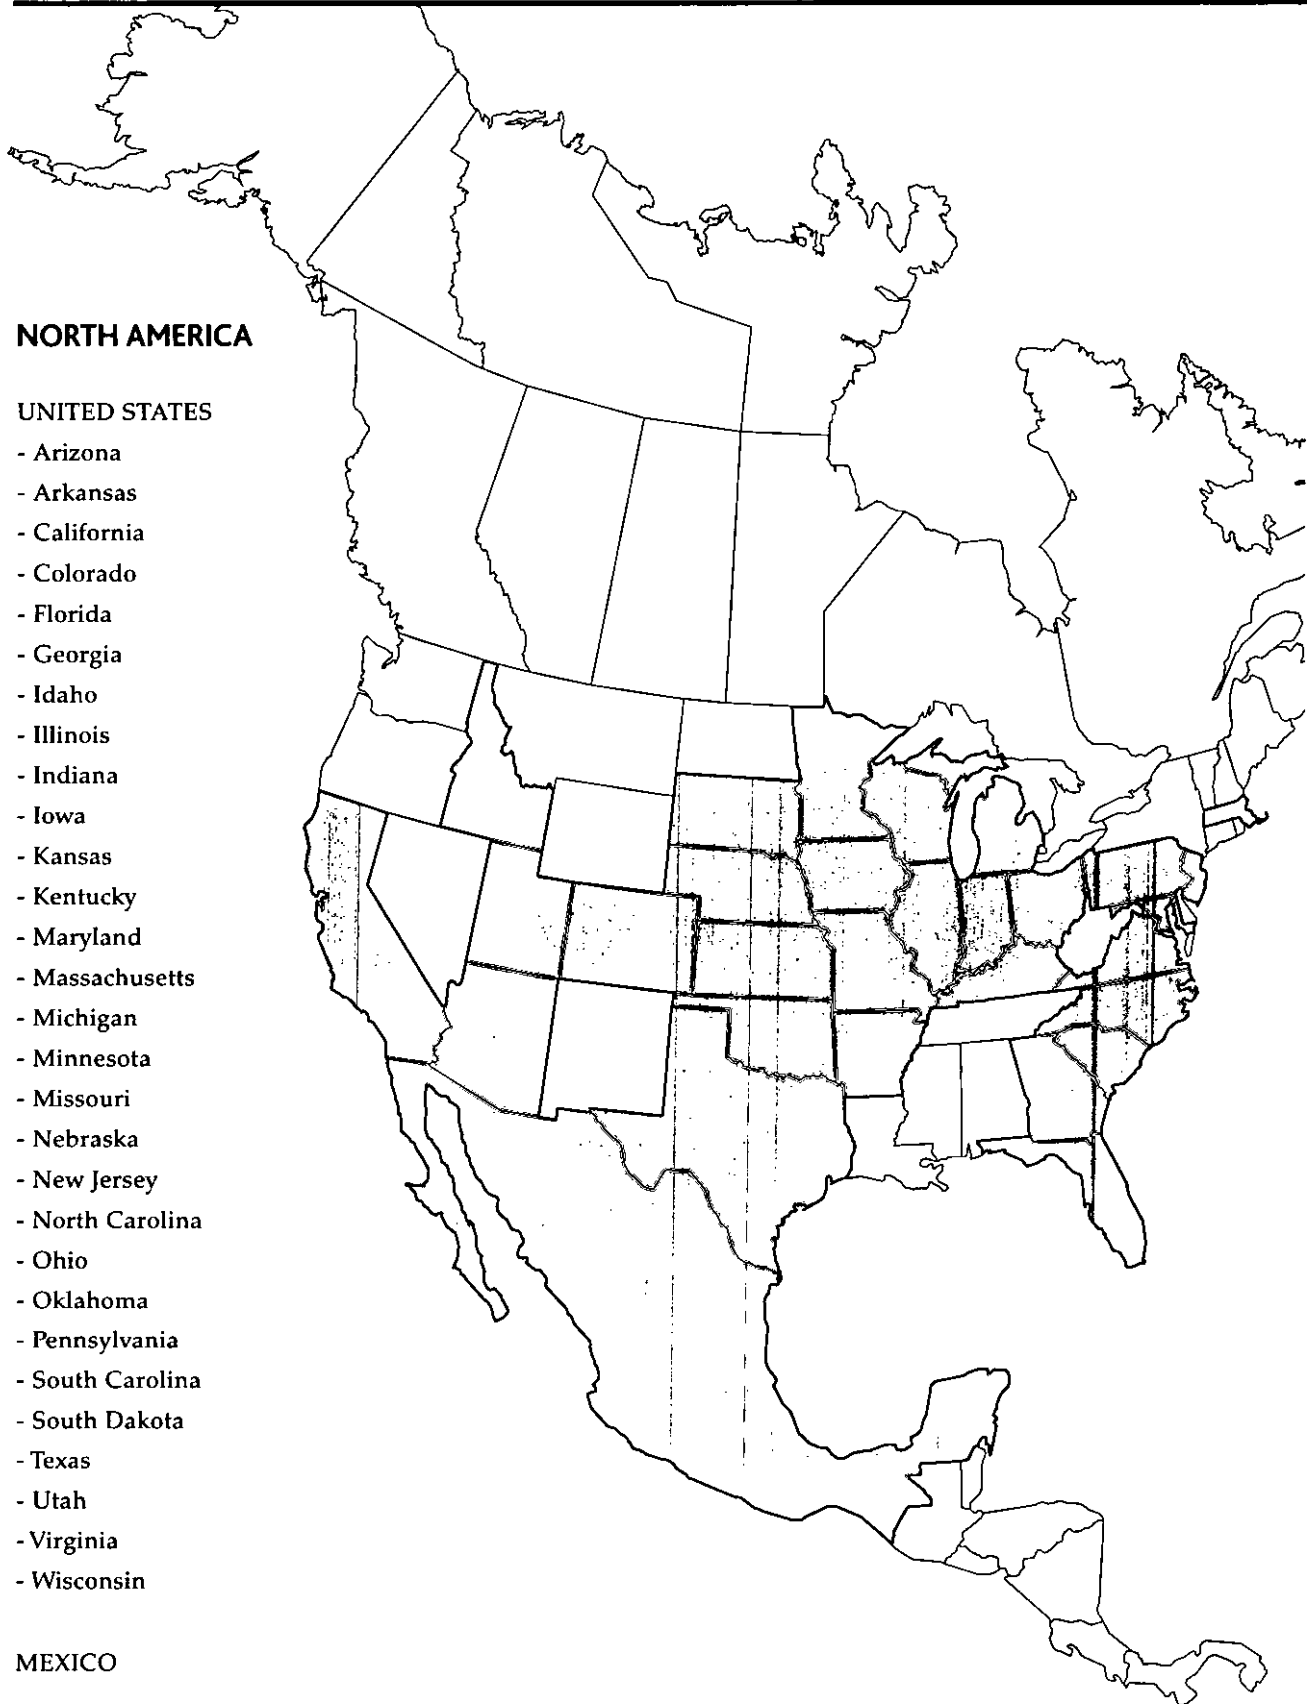 NORTH AMERICA
UNITED STATES
- Arizona
- Arkansas
- California
- Colorado
- Florida
- Georgia
- Idaho
- Illinois
- Indiana
- Iowa
- Kansas
- Kentucky
- Maryland
- Massachusetts
- Michigan
- Minnesota
- Missouri
- Nebraska
- New Jersey
- North Carolina
- Ohio
- Oklahoma
- Pennsylvania
- South Carolina
- South Dakota
- Texas
- Utah
- Virginia
- Wisconsin
MEXICO